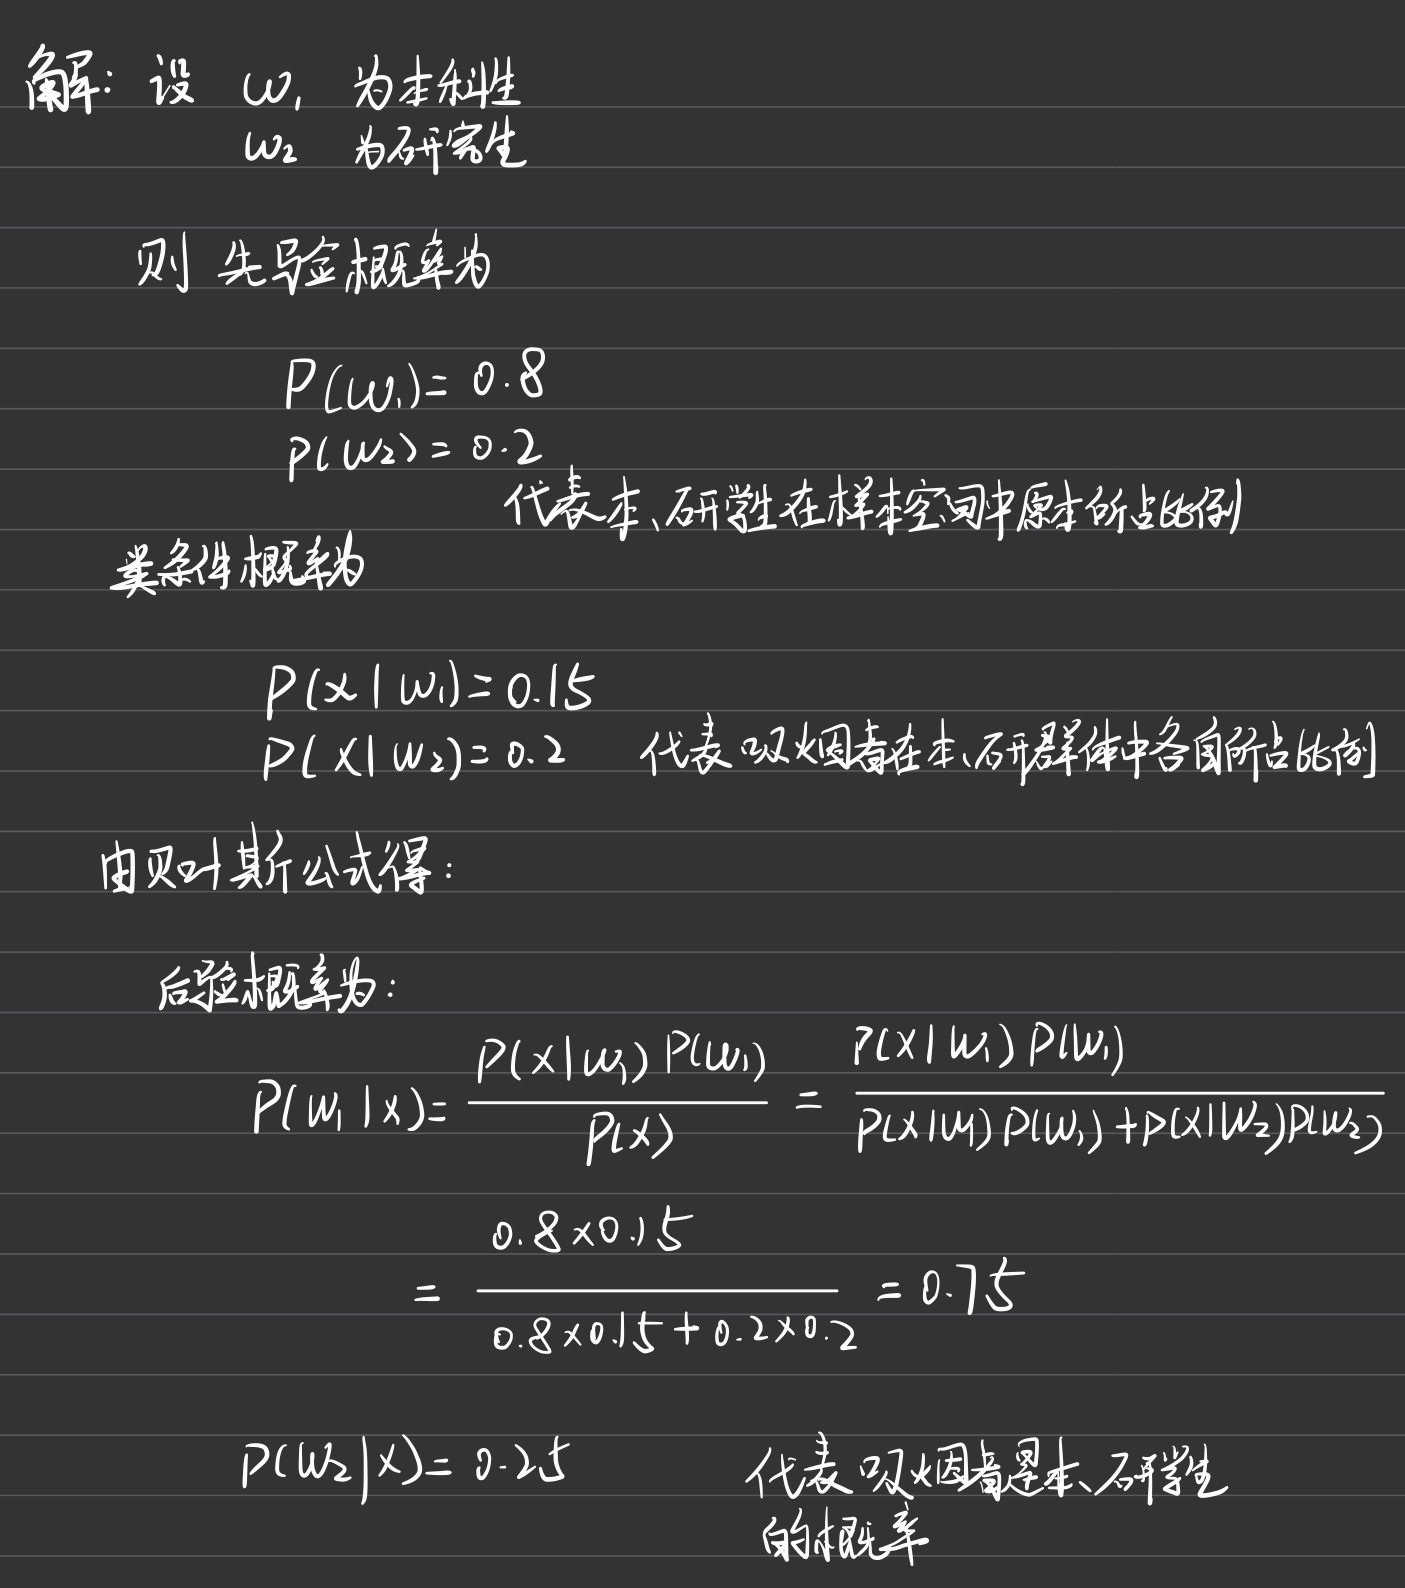 解：设 ω₁ 为本科生
ω₂ 为研究生
则 先验概率为
P(ω₁)= 0.8
P(ω₂)= 0.2
代表本、研学生在样本空间中原本所占比例
类条件概率为
P(x|ω₁)=0.15
P(x|ω₂)=0.2 代表吸烟者在本、研群体中各自所占比例
由贝叶斯公式得：
后验概率为：
P(ω₁|x)= P(x|ω₁)P(ω₁) / P(x) = P(x|ω₁)P(ω₁) / P(x|ω₁)P(ω₁)+P(x|ω₂)P(ω₂)
= 0.8×0.15 / 0.8×0.15+0.2×0.2 = 0.75
P(ω₂|x)= 0.25 代表吸烟者是本、研学生
的概率